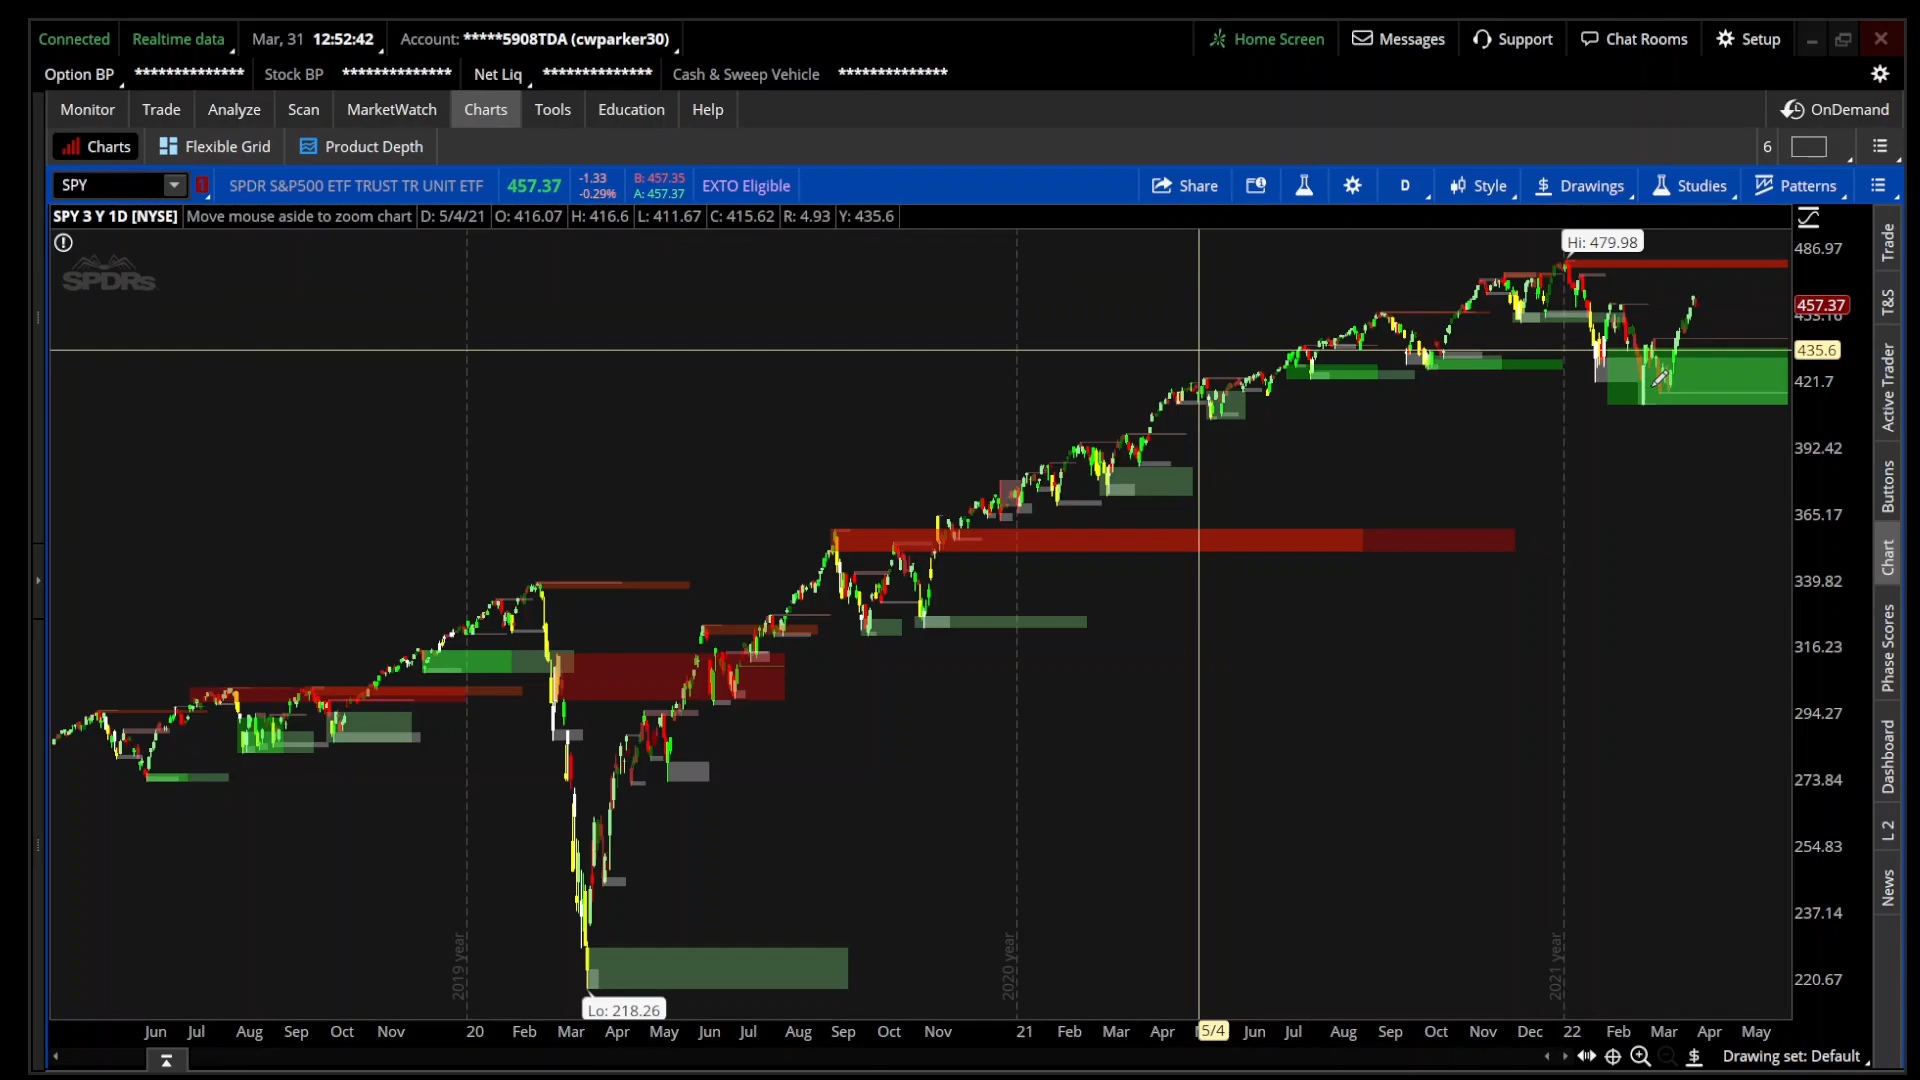 Connected Realtime data Mar, 31 12:52:42 Account: *****5908TDA (cwparker30) Home Screen Messages Support Chat Rooms Setup
Option BP ************** Stock BP ************** Net Liq ************** Cash & Sweep Vehicle **************
Monitor Trade Analyze Scan MarketWatch Charts Tools Education Help OnDemand
Charts Flexible Grid Product Depth 6
SPY 1 SPDR S&P500 ETF TRUST TR UNIT ETF 457.37 -1.33 B: 457.35 EXTO Eligible Share D Style Drawings Studies Patterns
-0.29% A: 457.37
SPY 3 Y 1D [NYSE] Move mouse aside to zoom chart D: 5/4/21 O: 416.07 H: 416.6 L: 411.67 C: 415.62 R: 4.93 Y: 435.6
SPDRs
Hi: 479.98
486.97
457.37
435.6
421.7
392.42
365.17
339.82
316.23
294.27
273.84
254.83
237.14
220.67
Lo: 218.26
2019 year
2020 year
2021 year
Jun Jul Aug Sep Oct Nov 20 Feb Mar Apr May Jun Jul Aug Sep Oct Nov 21 Feb Mar Apr 5/4 Jun Jul Aug Sep Oct Nov Dec 22 Feb Mar Apr May
Drawing set: Default
Trade
T&S
Active Trader
Buttons
Chart
Phase Scores
Dashboard
L 2
News